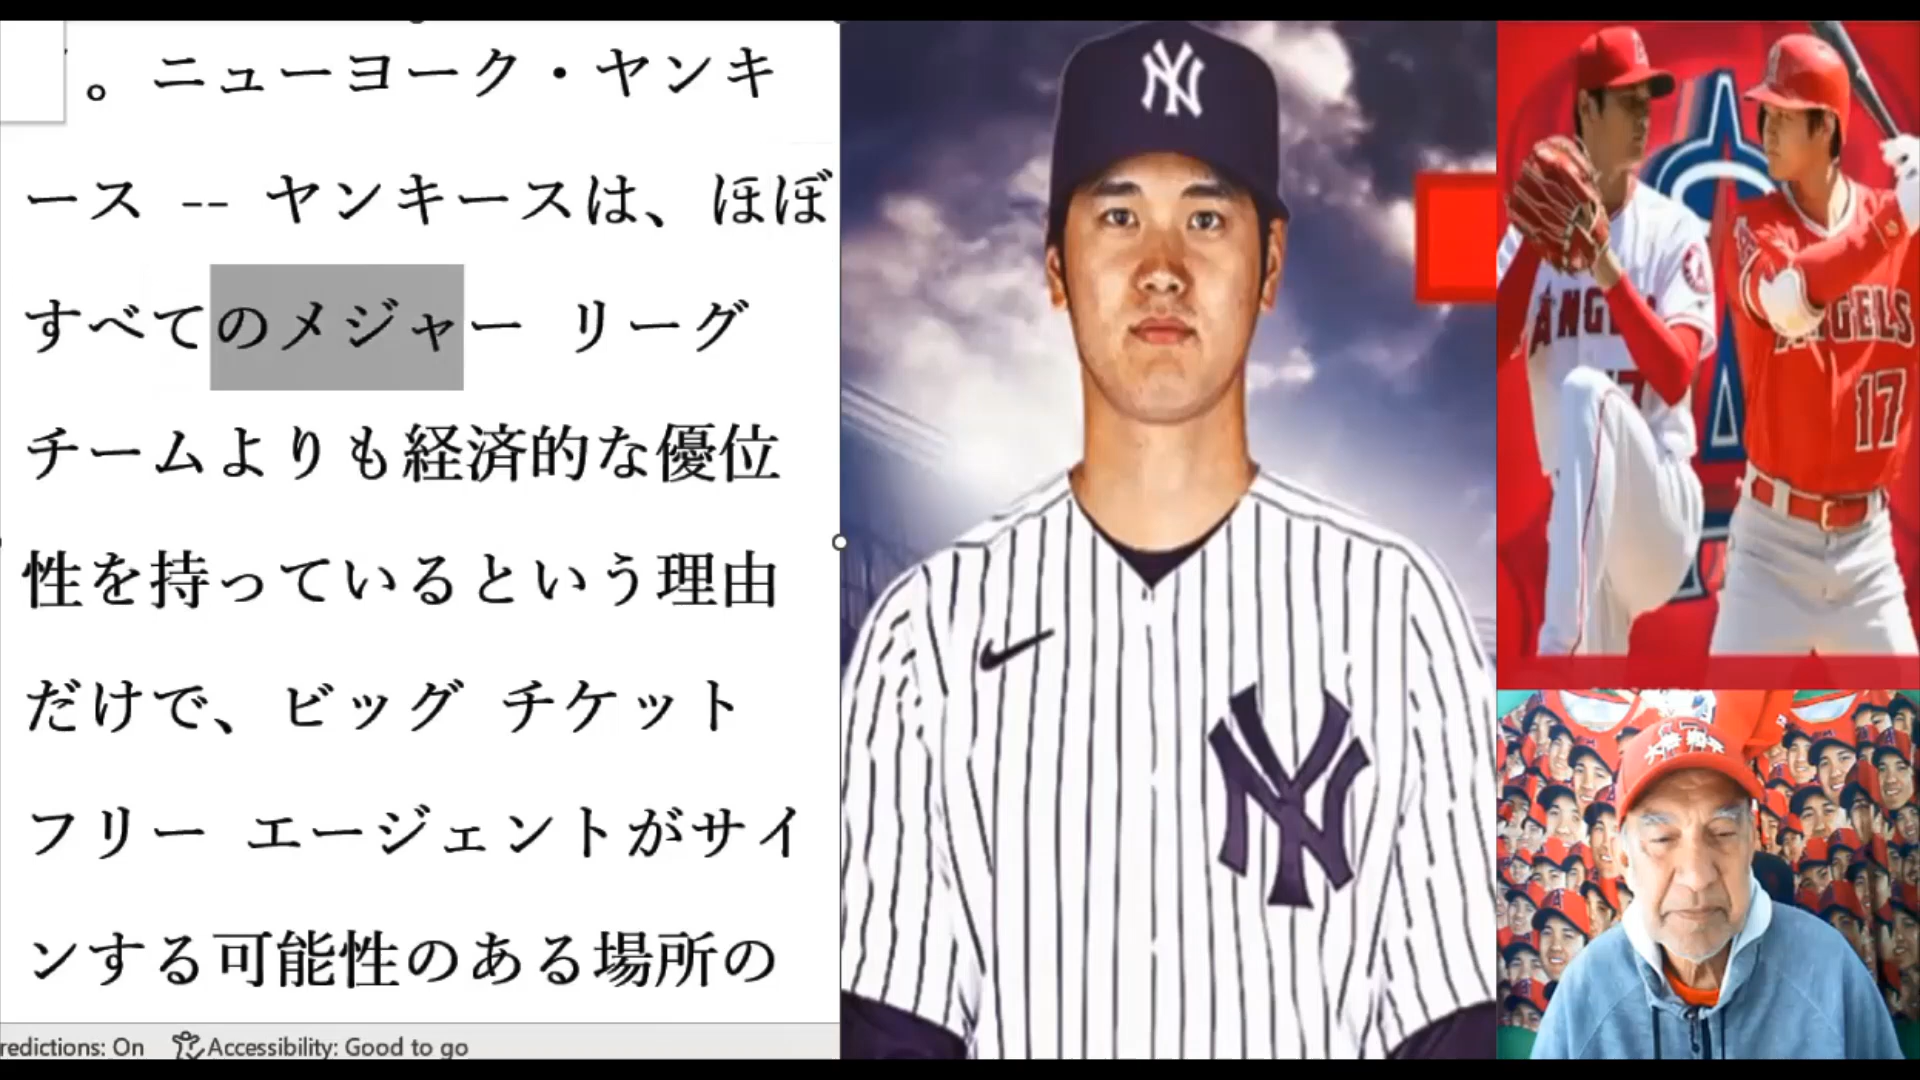 。ニューヨーク・ヤンキ
ース -- ヤンキースは、ほぼ
すべてのメジャー リーグ
チームよりも経済的な優位
性を持っているという理由
だけで、ビッグ チケット
フリー エージェントがサイ
ンする可能性のある場所の
redictions: On Accessibility: Good to go
NY
NY
ANGELS
17